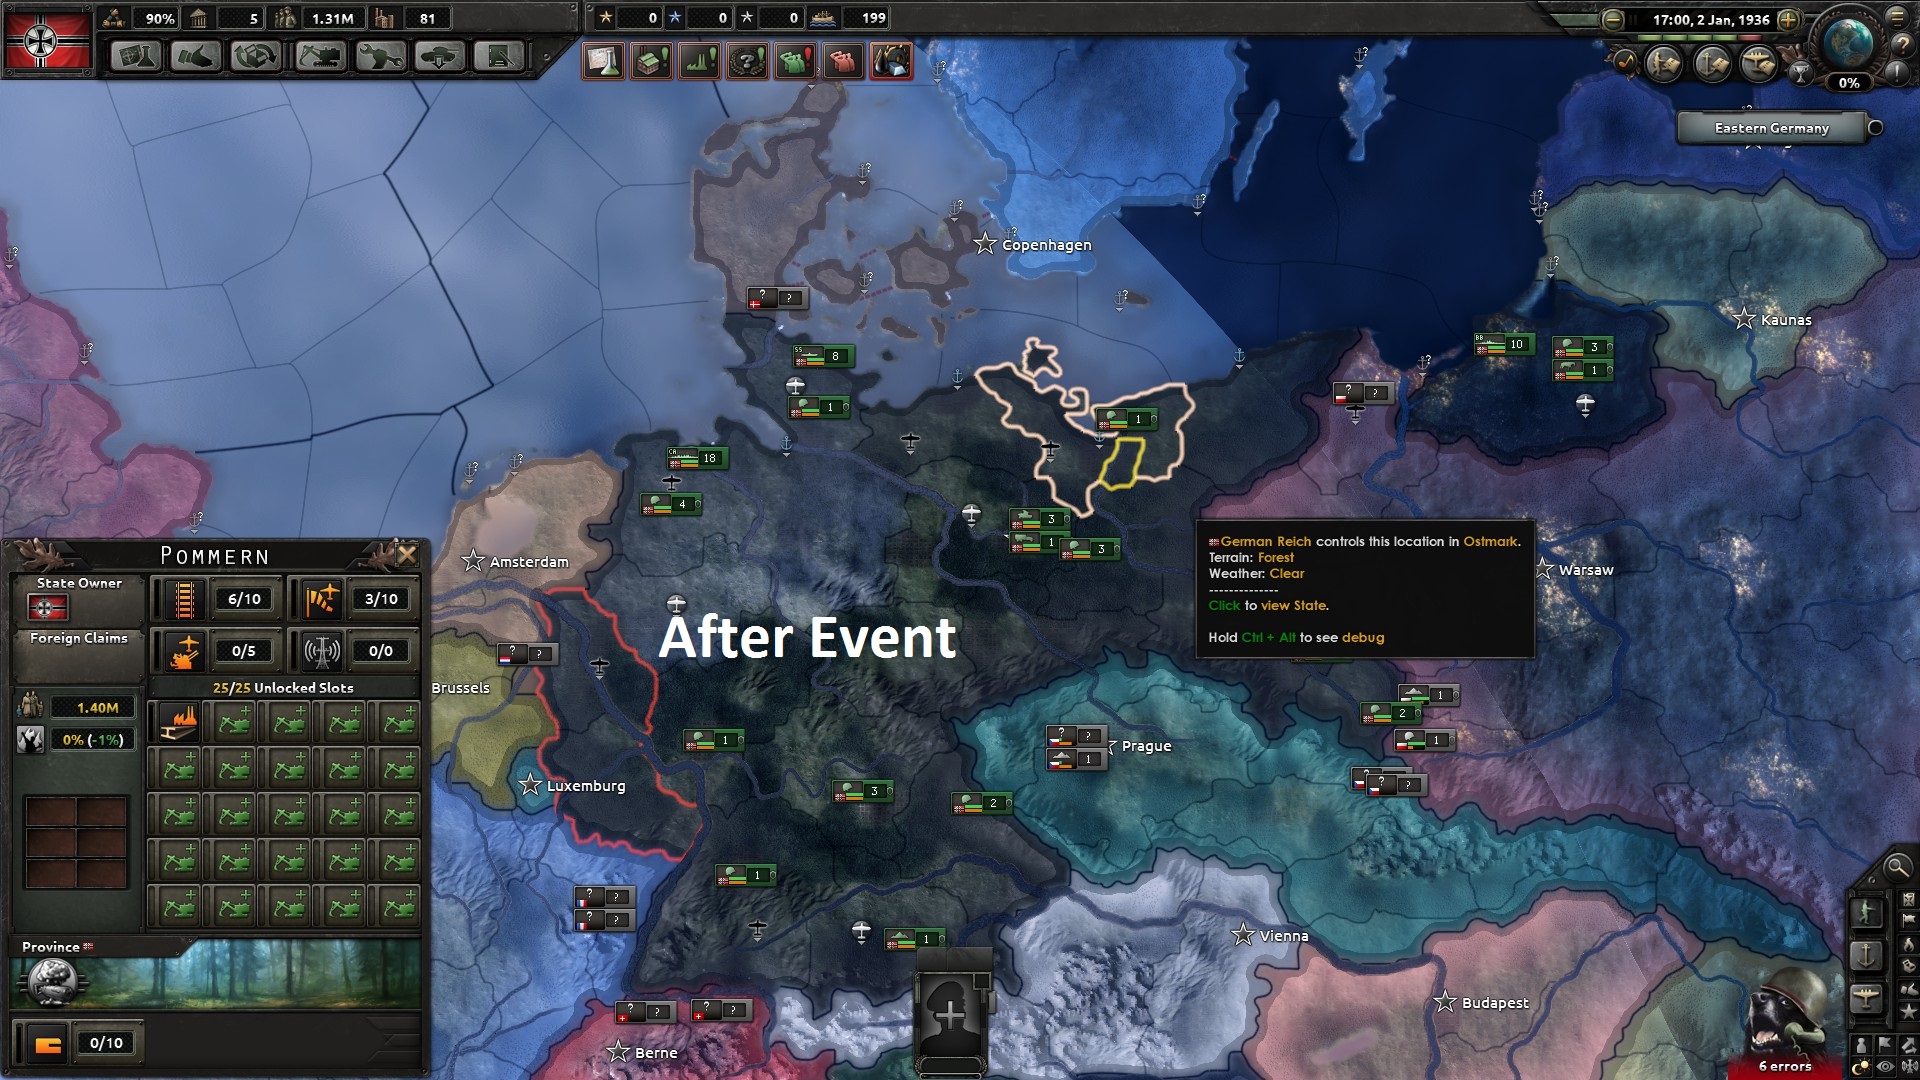 90%
5
1.31M
81
0
0
0
199
17:00, 2 Jan, 1936
0%
Eastern Germany
Copenhagen
Kaunas
8
10
3
1
1
1
18
4
3
1
3
Amsterdam
German Reich controls this location in Ostmark.
Terrain: Forest
Weather: Clear
--------------
Click to view State.
Hold Ctrl + Alt to see debug
Warsaw
After Event
Brussels
Luxemburg
Prague
1
1
2
1
1
3
2
1
1
Vienna
Budapest
Berne
6 errors
POMMERN
State Owner
6/10
3/10
Foreign Claims
0/5
0/0
25/25 Unlocked Slots
1.40M
0% (-1%)
Province
0/10